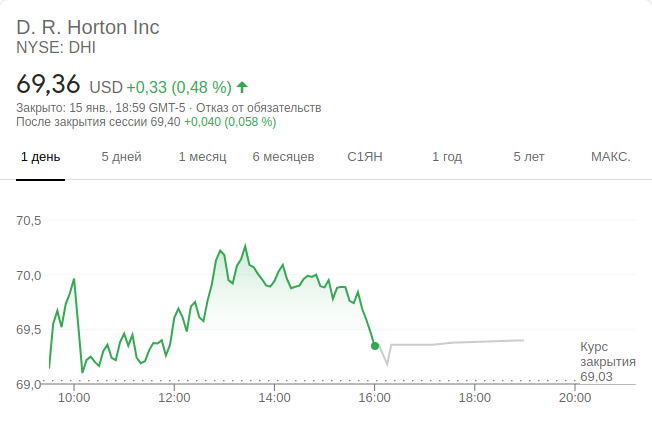 D. R. Horton Inc
NYSE: DHI
69,36 USD +0,33 (0,48 %)
Закрыто: 15 янв., 18:59 GMT-5 · Отказ от обязательств
После закрытия сессии 69,40 +0,040 (0,058 %)
1 день 5 дней 1 месяц 6 месяцев С1ЯН 1 год 5 лет МАКС.
70,5
70,0
69,5
Курс
закрытия
69,03
69,0
10:00 12:00 14:00 16:00 18:00 20:00